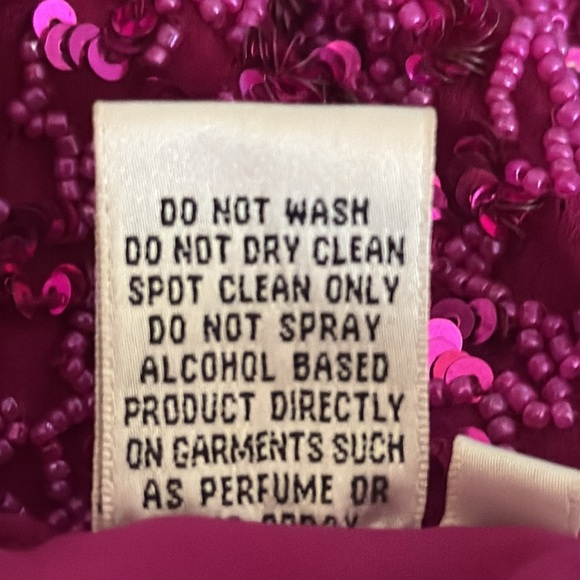 DO NOT WASH
DO NOT DRY CLEAN
SPOT CLEAN ONLY
DO NOT SPRAY
ALCOHOL BASED
PRODUCT DIRECTLY
ON GARMENTS SUCH
AS PERFUME OR
SPRAY